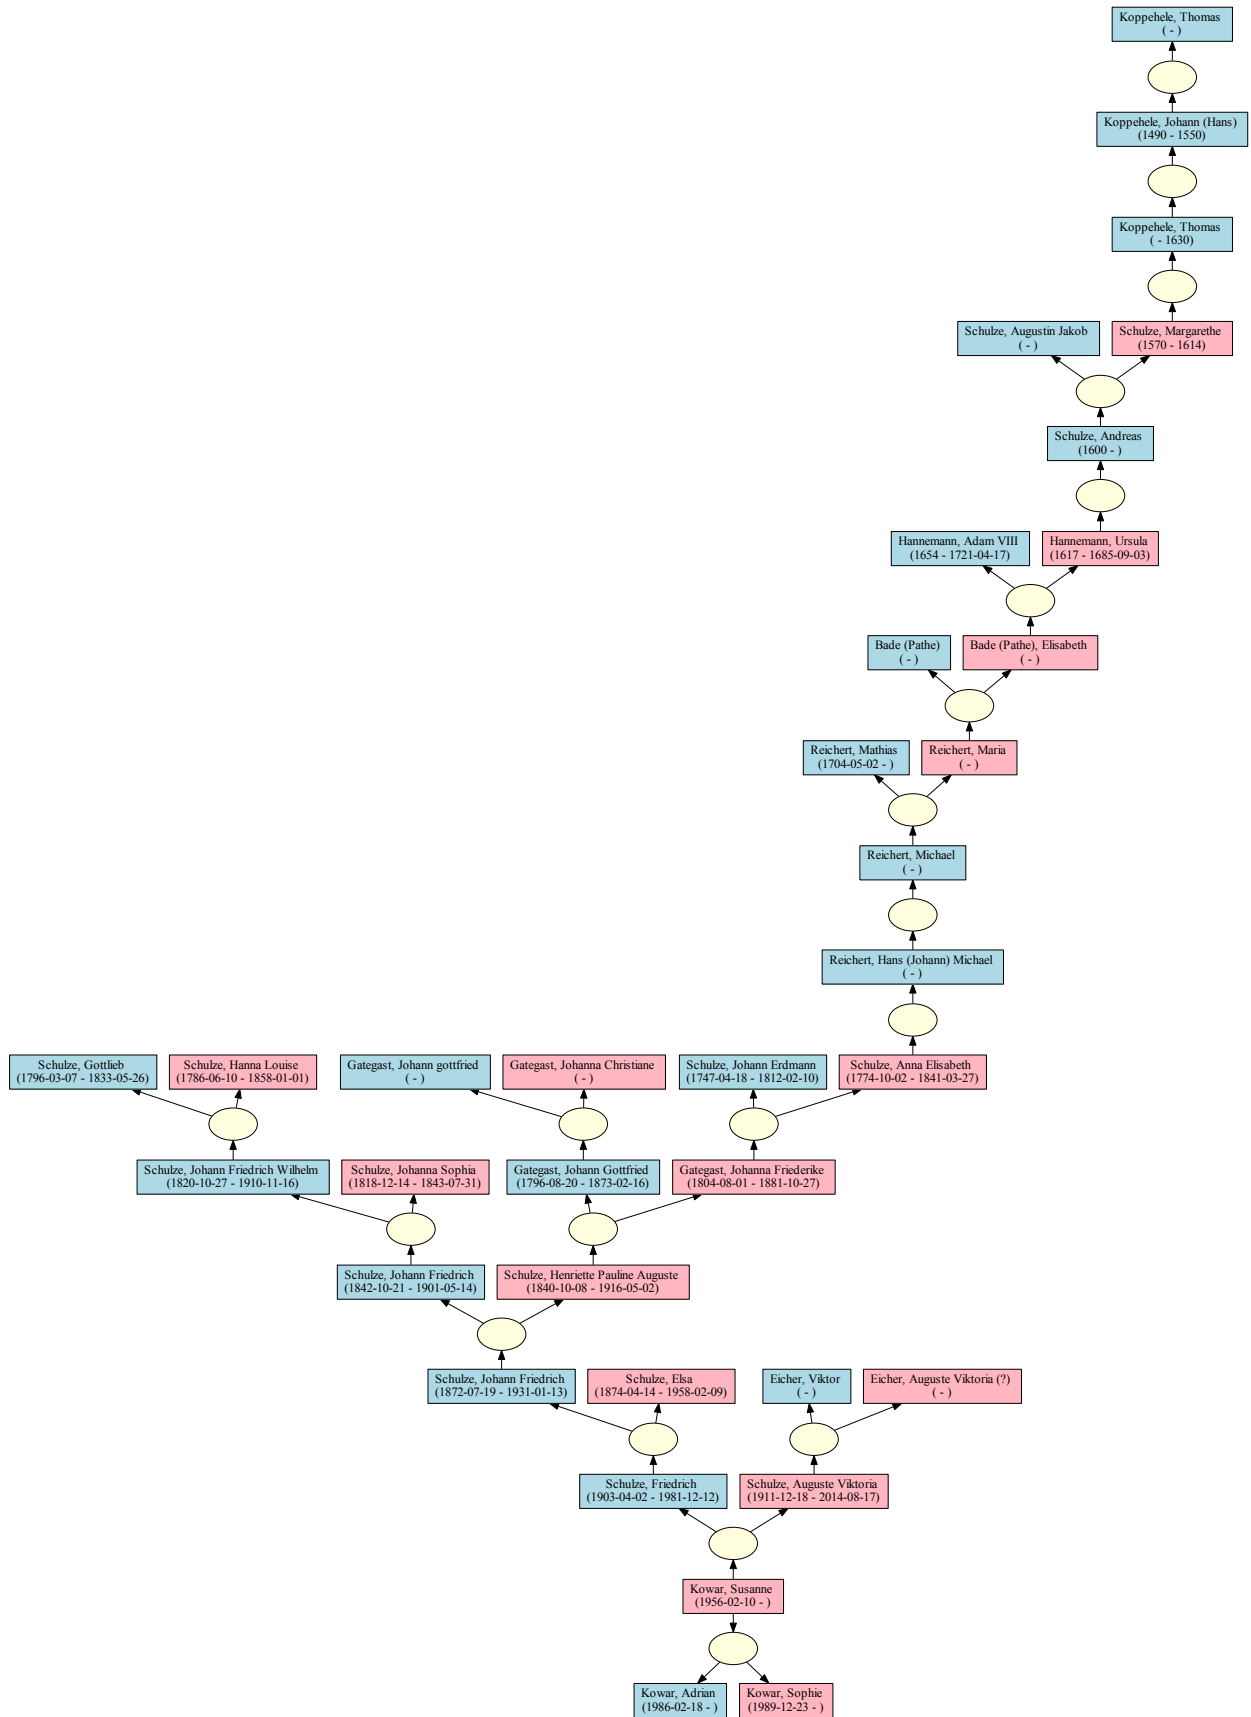 Koppehele, Thomas
( - )
Koppehele, Johann (Hans)
(1490 - 1550)
Koppehele, Thomas
( - 1630)
Schulze, Augustin Jakob
( - )
Schulze, Margarethe
(1570 - 1614)
Schulze, Andreas
(1600 - )
Hannemann, Adam VIII
(1654 - 1721-04-17)
Hannemann, Ursula
(1617 - 1685-09-03)
Bade (Pathe)
( - )
Bade (Pathe), Elisabeth
( - )
Reichert, Mathias
(1704-05-02 - )
Reichert, Maria
( - )
Reichert, Michael
( - )
Reichert, Hans (Johann) Michael
( - )
Schulze, Gottlieb
(1796-03-07 - 1833-05-26)
Schulze, Hanna Louise
(1786-06-10 - 1858-01-01)
Gategast, Johann gottfried
( - )
Gategast, Johanna Christiane
( - )
Schulze, Johann Erdmann
(1747-04-18 - 1812-02-10)
Schulze, Anna Elisabeth
(1774-10-02 - 1841-03-27)
Schulze, Johann Friedrich Wilhelm
(1820-10-27 - 1910-11-16)
Schulze, Johanna Sophia
(1818-12-14 - 1843-07-31)
Gategast, Johann Gottfried
(1796-08-20 - 1873-02-16)
Gategast, Johanna Friederike
(1804-08-01 - 1881-10-27)
Schulze, Johann Friedrich
(1842-10-21 - 1901-05-14)
Schulze, Henriette Pauline Auguste
(1840-10-08 - 1916-05-02)
Schulze, Johann Friedrich
(1872-07-19 - 1931-01-13)
Schulze, Elsa
(1874-04-14 - 1958-02-09)
Eicher, Viktor
( - )
Eicher, Auguste Viktoria (?)
( - )
Schulze, Friedrich
(1903-04-02 - 1981-12-12)
Schulze, Auguste Viktoria
(1911-12-18 - 2014-08-17)
Kowar, Susanne
(1956-02-10 - )
Kowar, Adrian
(1986-02-18 - )
Kowar, Sophie
(1989-12-23 - )